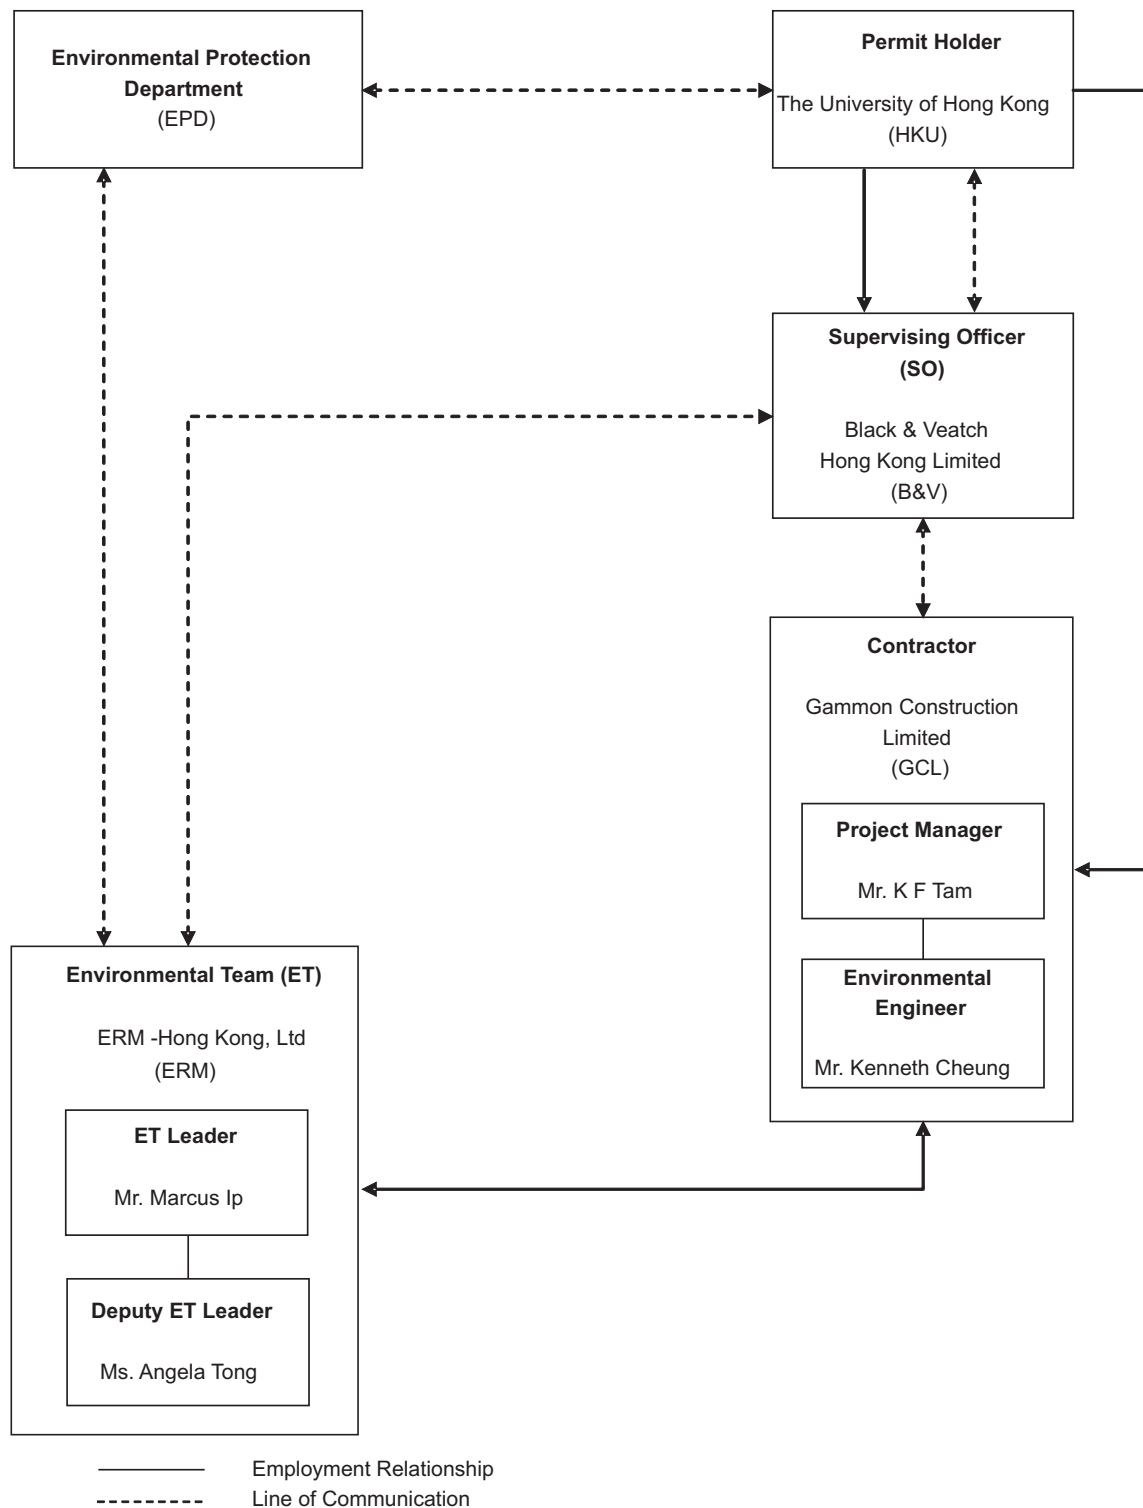 Environmental Protection
Department
(EPD)
Permit Holder
The University of Hong Kong
(HKU)
Supervising Officer
(SO)
Black & Veatch
Hong Kong Limited
(B&V)
Contractor
Gammon Construction
Limited
(GCL)
Project Manager
Mr. K F Tam
Environmental
Engineer
Mr. Kenneth Cheung
Environmental Team (ET)
ERM -Hong Kong, Ltd
(ERM)
ET Leader
Mr. Marcus Ip
Deputy ET Leader
Ms. Angela Tong
Employment Relationship
Line of Communication